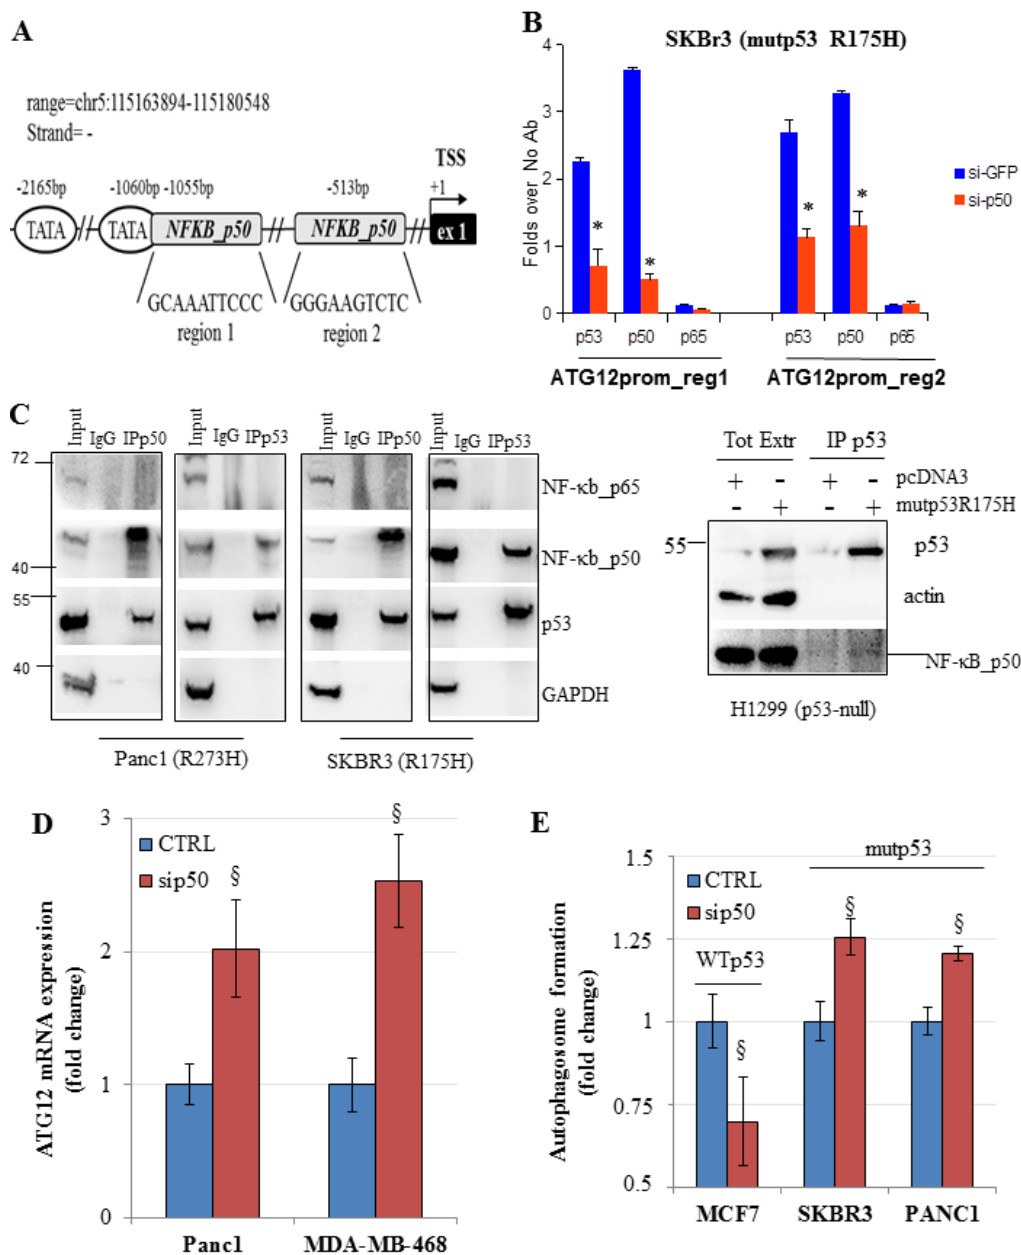 A
range=chr5:115163894-115180548
Strand= -
TSS
-2165bp -1060bp -1055bp -513bp +1
TATA // TATA NFKB_p50 // NFKB_p50 // ex 1
GCAAATTCCC GGGAAGTCTC
region 1 region 2
B
SKBr3 (mutp53 R175H)
Folds over No Ab
4
3
2
1
0
si-GFP
si-p50
* * * *
p53 p50 p65 p53 p50 p65
ATG12prom_reg1 ATG12prom_reg2
C
Input IgG IPp50 Input IgG IPp53 Input IgG IPp50 Input IgG IPp53
72
40
55
40
NF-κb_p65
NF-κb_p50
p53
GAPDH
Panc1 (R273H) SKBR3 (R175H)
Tot Extr IP p53
+ - + - pcDNA3
- + - + mutp53R175H
55
p53
actin
NF-κB_p50
H1299 (p53-null)
D
ATG12 mRNA expression
(fold change)
3
2
1
0
CTRL
sip50
§ §
Panc1 MDA-MB-468
E
Autophagosome formation
(fold change)
1.5
1.25
1
0.75
0.5
mutp53
CTRL
sip50
WTp53
§ § §
MCF7 SKBR3 PANC1